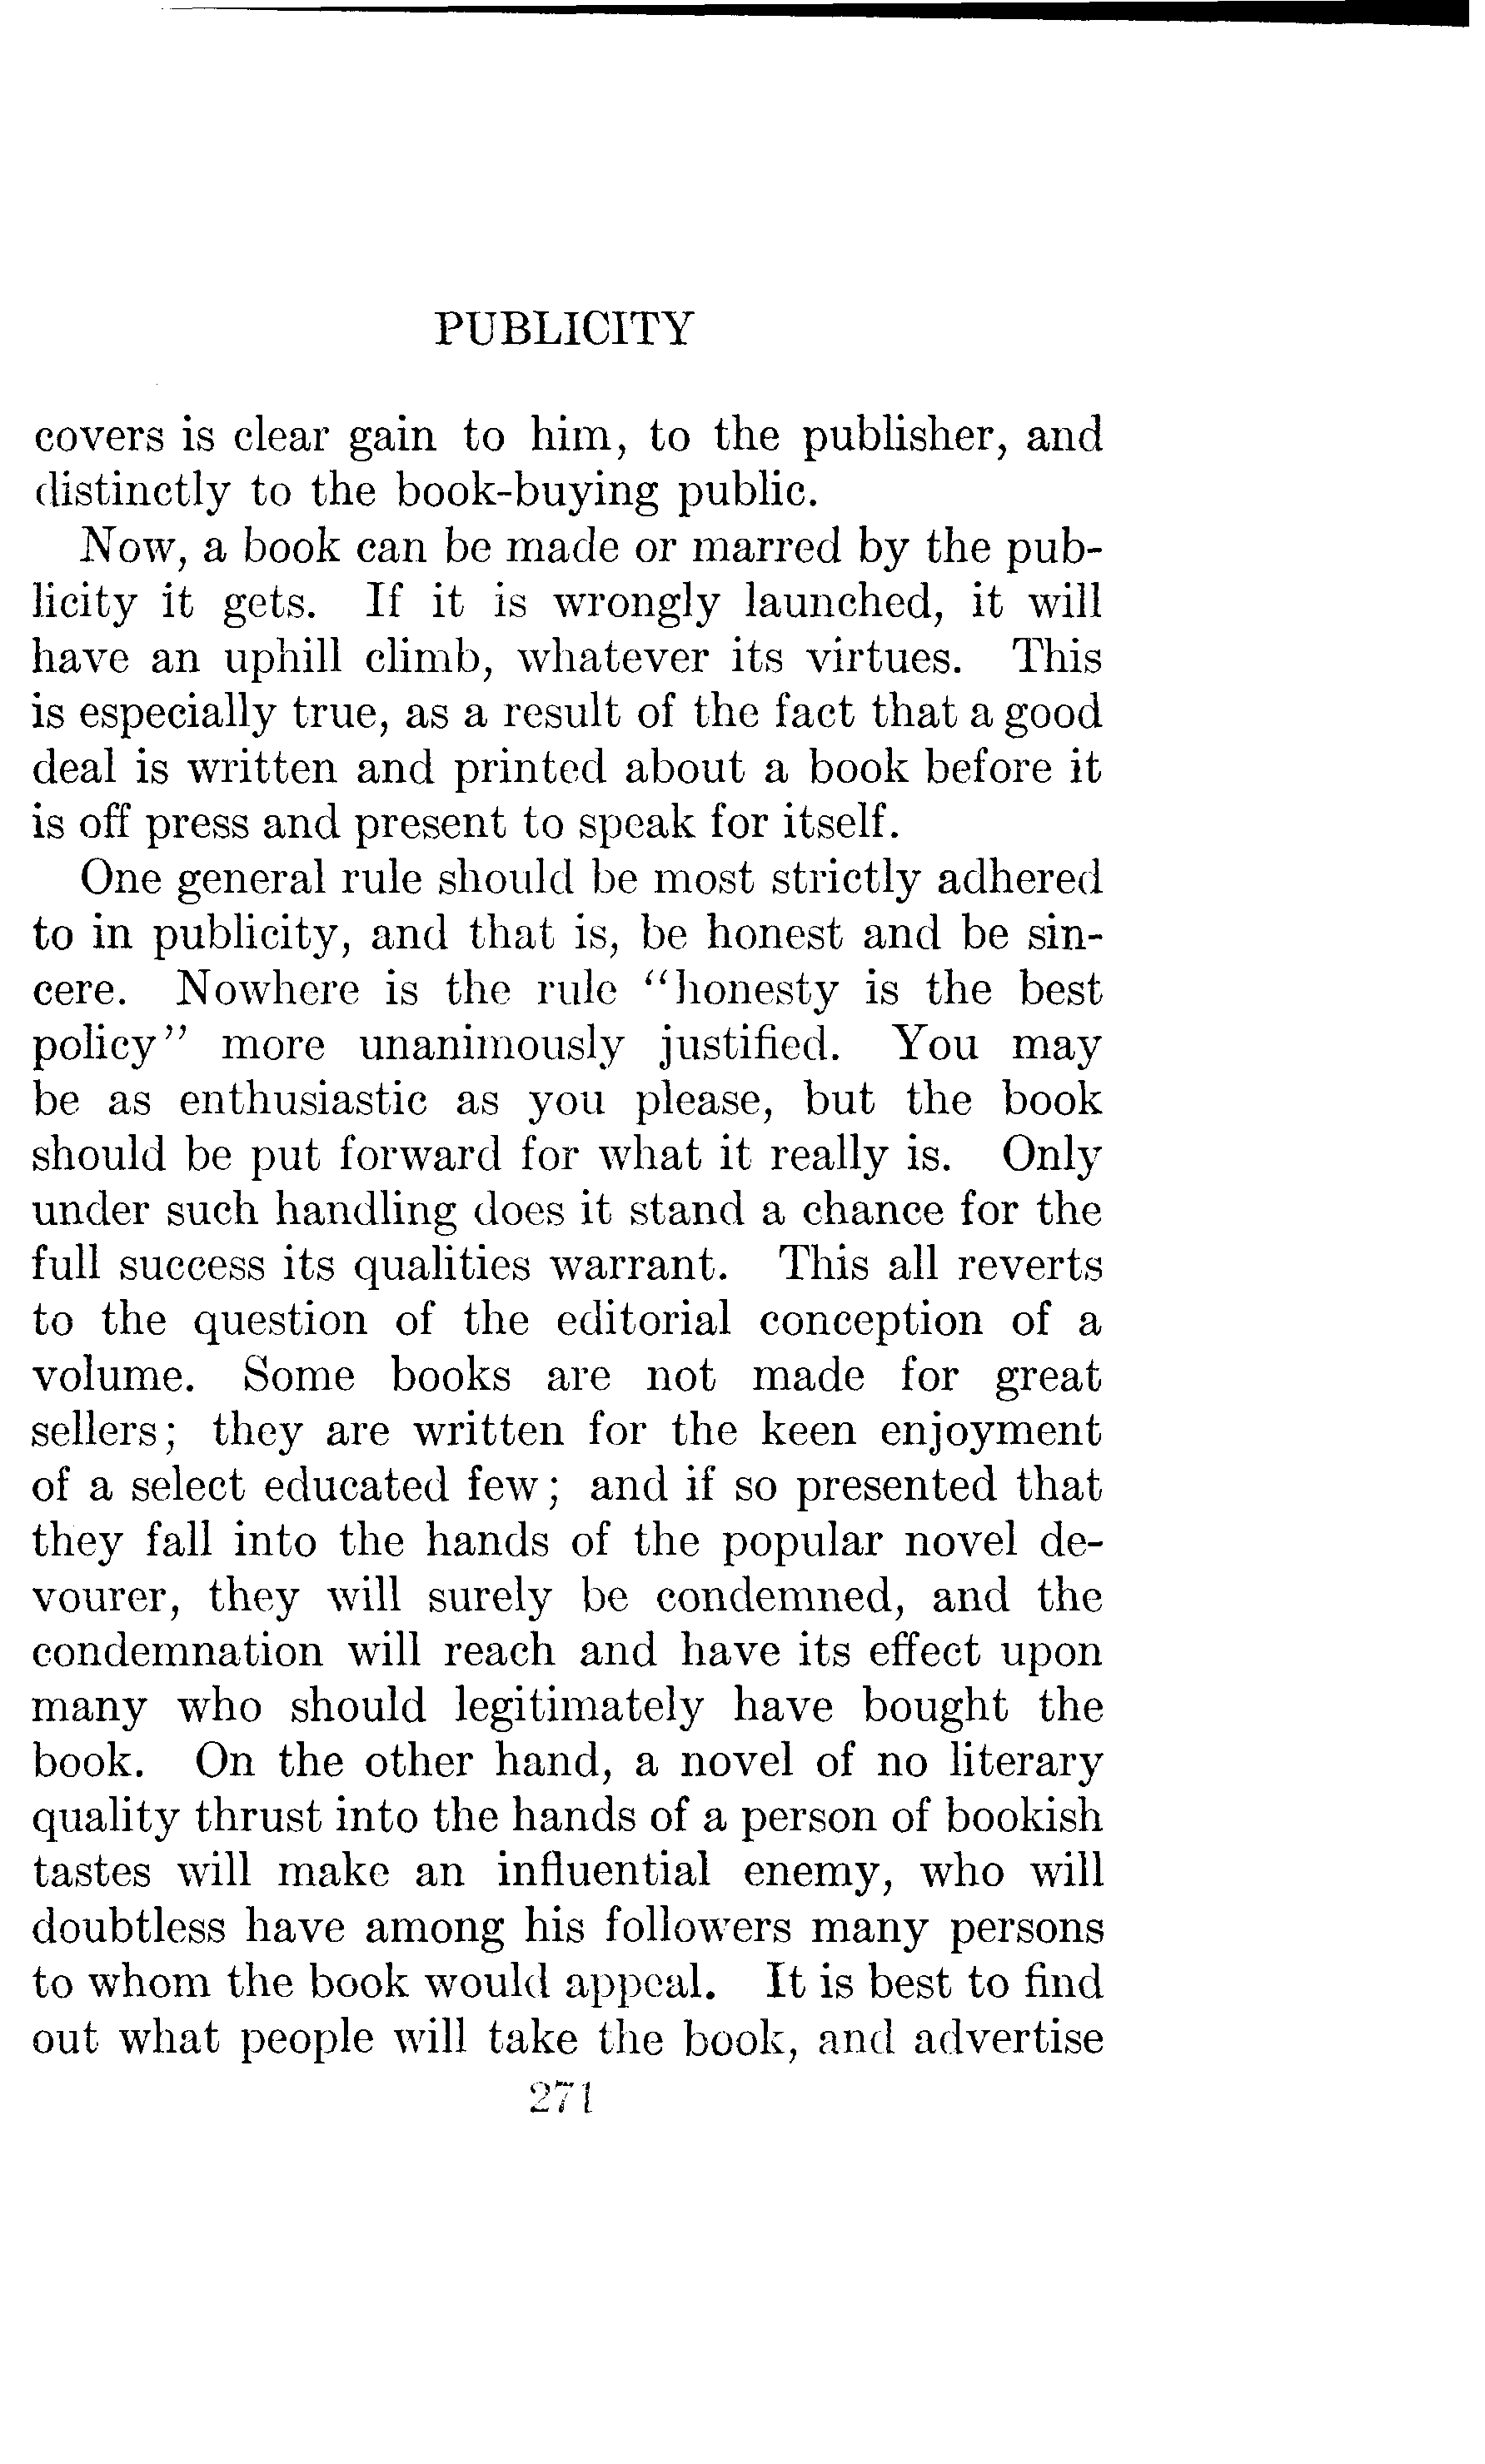 PUBLICITY
covers is clear gain to him, to the publisher, and
distinctly to the book-buying public.
Now, a book can be made or marred by the pub-
licity it gets. If it is wrongly launched, it will
have an uphill climb, whatever its virtues. This
is especially true, as a result of the fact that a good
deal is written and printed about a book before it
is off press and present to speak for itself.
One general rule should be most strictly adhered
to in publicity, and that is, be honest and be sin-
cere. Nowhere is the rule "honesty is the best
policy" more unanimously justified. You may
be as enthusiastic as you please, but the book
should be put forward for what it really is. Only
under such handling does it stand a chance for the
full success its qualities warrant. This all reverts
to the question of the editorial conception of a
volume. Some books are not made for great
sellers; they are written for the keen enjoyment
of a select educated few; and if so presented that
they fall into the hands of the popular novel de-
vourer, they will surely be condemned, and the
condemnation will reach and have its effect upon
many who should legitimately have bought the
book. On the other hand, a novel of no literary
quality thrust into the hands of a person of bookish
tastes will make an influential enemy, who will
doubtless have among his followers many persons
to whom the book would appeal. It is best to find
out what people will take the book, and advertise
271